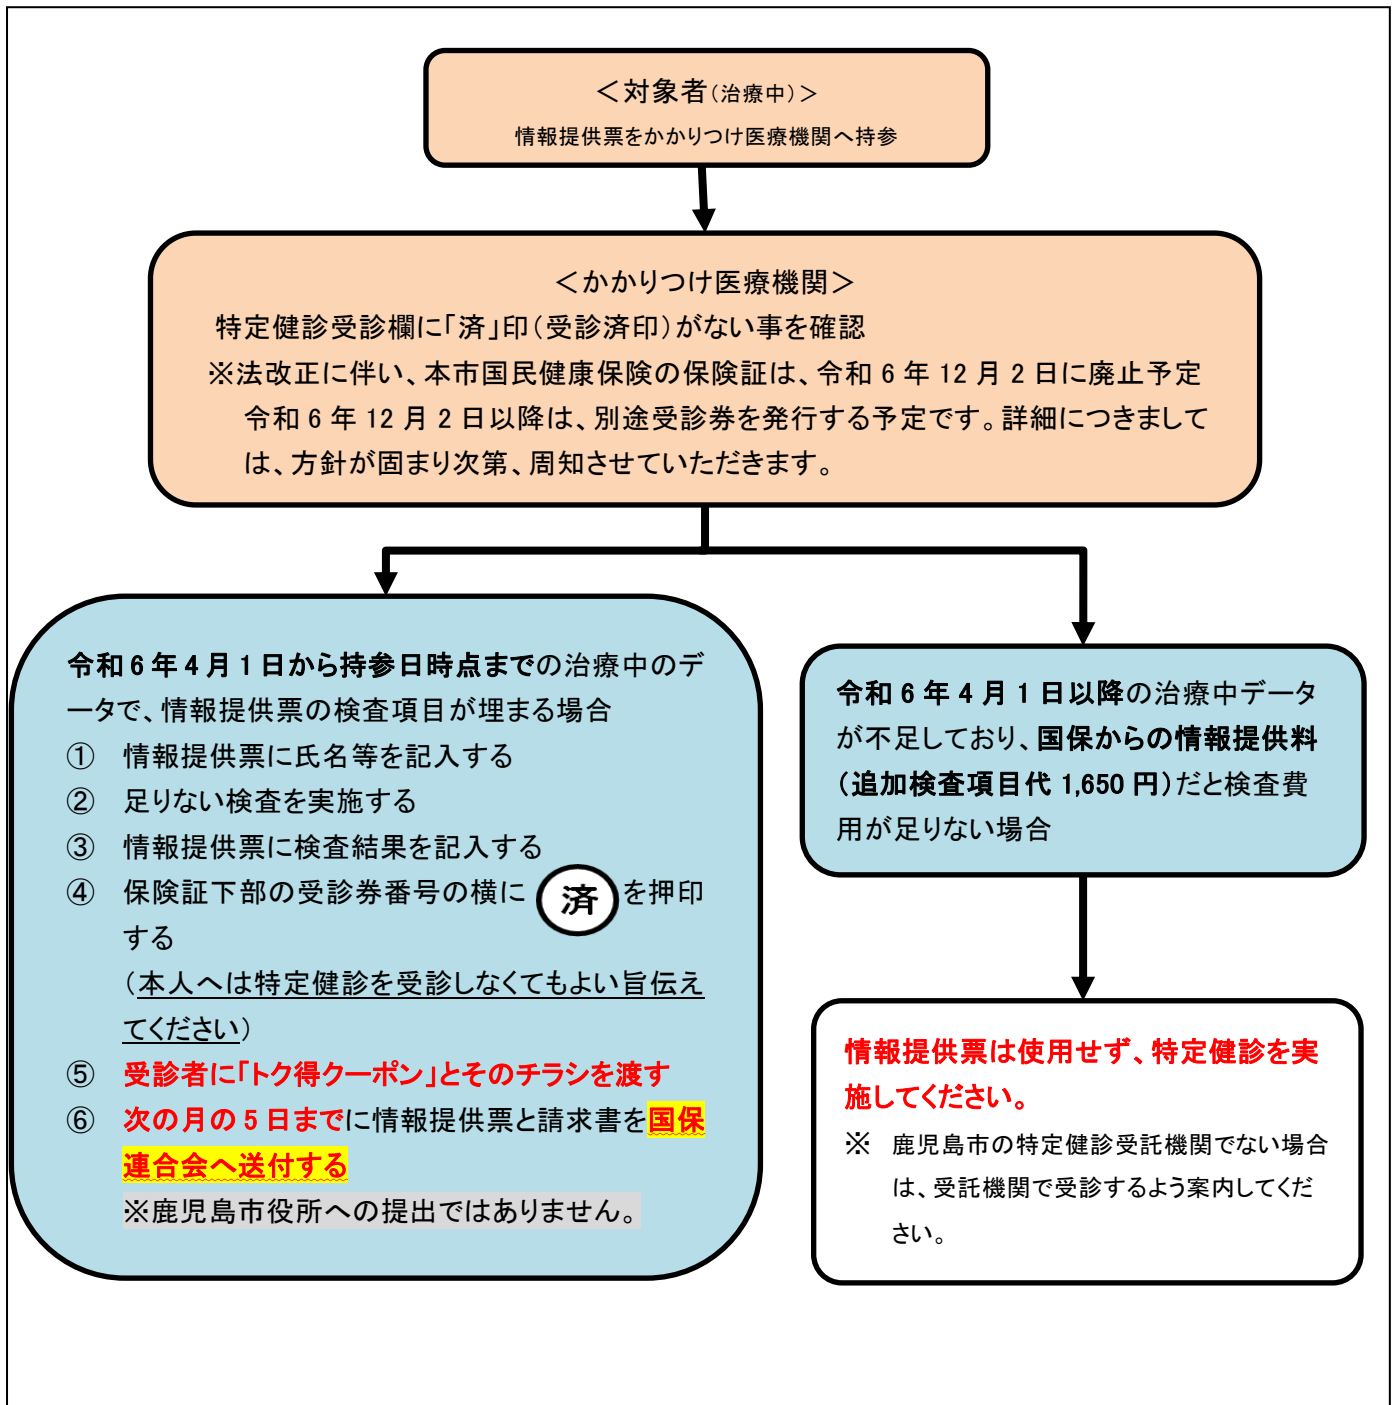 ＜対象者（治療中）＞
情報提供票をかかりつけ医療機関へ持参
＜かかりつけ医療機関＞
特定健診受診欄に「済」印（受診済印）がない事を確認
※法改正に伴い、本市国民健康保険の保険証は、令和 6 年 12 月 2 日に廃止予定
令和 6 年 12 月 2 日以降は、別途受診券を発行する予定です。詳細につきまして
は、方針が固まり次第、周知させていただきます。
令和 6 年 4 月 1 日から持参日時点までの治療中のデ
ータで、情報提供票の検査項目が埋まる場合
① 情報提供票に氏名等を記入する
② 足りない検査を実施する
③ 情報提供票に検査結果を記入する
④ 保険証下部の受診券番号の横に 済 を押印
する
（本人へは特定健診を受診しなくてもよい旨伝え
てください）
⑤ 受診者に「トク得クーポン」とそのチラシを渡す
⑥ 次の月の 5 日までに情報提供票と請求書を国保
連合会へ送付する
※鹿児島市役所への提出ではありません。
令和 6 年 4 月 1 日以降の治療中データ
が不足しており、国保からの情報提供料
（追加検査項目代 1,650 円）だと検査費
用が足りない場合
情報提供票は使用せず、特定健診を実
施してください。
※ 鹿児島市の特定健診受託機関でない場合
は、受託機関で受診するよう案内してくだ
さい。